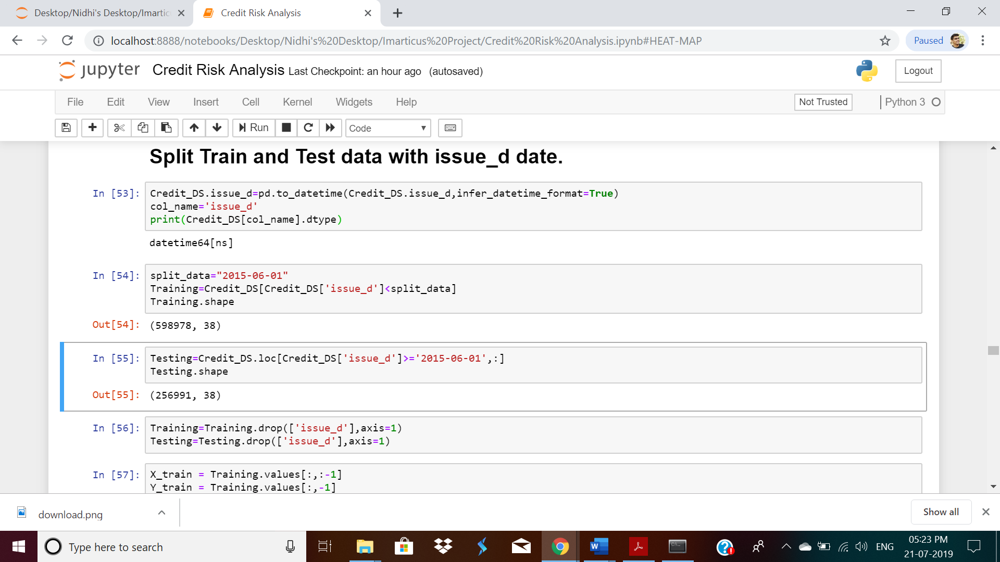 Desktop/Nidhi's Desktop/Imartic
Credit Risk Analysis
localhost:8888/notebooks/Desktop/Nidhi's%20Desktop/Imarticus%20Project/Credit%20Risk%20Analysis.ipynb#HEAT-MAP
Paused
jupyter Credit Risk Analysis Last Checkpoint: an hour ago (autosaved)
Logout
File Edit View Insert Cell Kernel Widgets Help
Not Trusted
Python 3
Run
Code
Split Train and Test data with issue_d date.
In [53]: Credit_DS.issue_d=pd.to_datetime(Credit_DS.issue_d,infer_datetime_format=True)
col_name='issue_d'
print(Credit_DS[col_name].dtype)
datetime64[ns]
In [54]: split_data="2015-06-01"
Training=Credit_DS[Credit_DS['issue_d']<split_data]
Training.shape
Out[54]: (598978, 38)
In [55]: Testing=Credit_DS.loc[Credit_DS['issue_d']>='2015-06-01',:]
Testing.shape
Out[55]: (256991, 38)
In [56]: Training=Training.drop(['issue_d'],axis=1)
Testing=Testing.drop(['issue_d'],axis=1)
In [57]: X_train = Training.values[:,:-1]
Y_train = Training.values[:,-1]
download.png
Show all
Type here to search
ENG
05:23 PM
21-07-2019